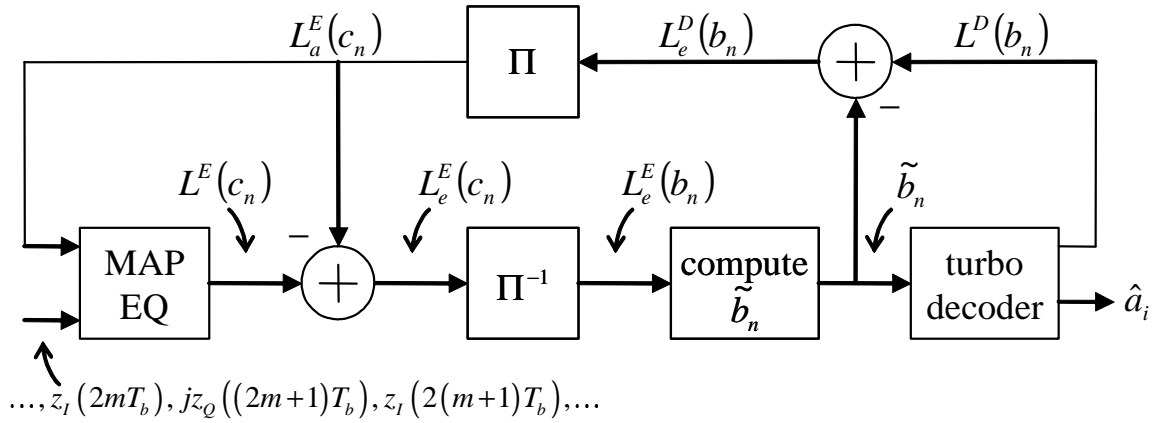 L_a^E(c_n)
Π
L_e^D(b_n)
+
L^D(b_n)
−
L^E(c_n)
L_e^E(c_n)
L_e^E(b_n)
b̃_n
−
MAP
EQ
+
Π^{-1}
compute
b̃_n
turbo
decoder
â_i
…, z_I(2mT_b), jz_Q((2m+1)T_b), z_I(2(m+1)T_b),…